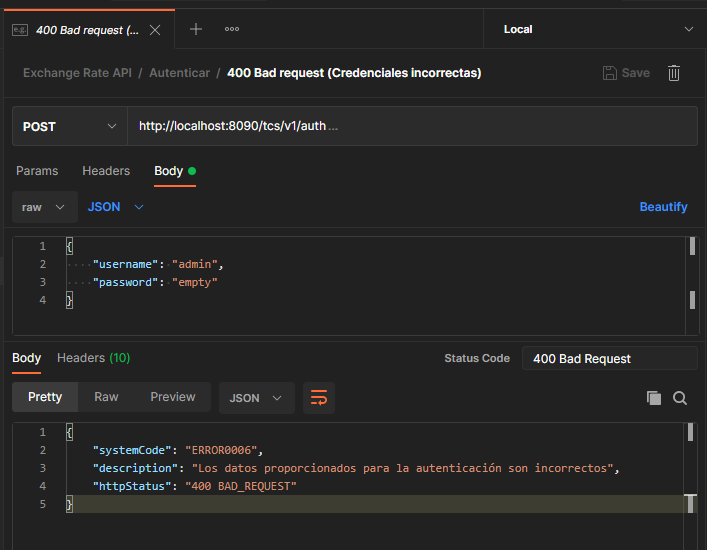 e.g. 400 Bad request (... Local
Exchange Rate API / Autenticar / 400 Bad request (Credenciales incorrectas) Save
POST http://localhost:8090/tcs/v1/auth ...
Params Headers Body
raw JSON Beautify
1 {
2 "username": "admin",
3 "password": "empty"
4 }
Body Headers (10) Status Code 400 Bad Request
Pretty Raw Preview JSON
1 {
2 "systemCode": "ERROR0006",
3 "description": "Los datos proporcionados para la autenticación son incorrectos",
4 "httpStatus": "400 BAD_REQUEST"
5 }